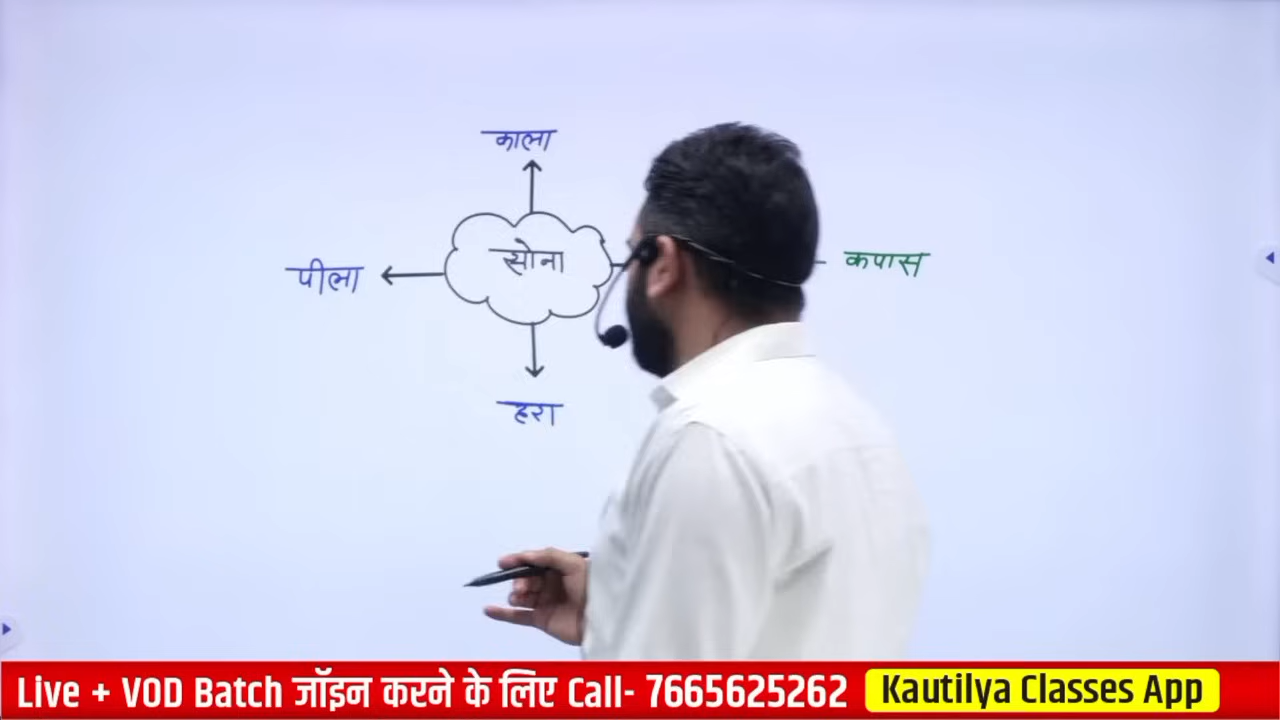 काला
पीला
सोना
कपास
हरा
Live + VOD Batch जॉइन करने के लिए Call- 7665625262
Kautilya Classes App